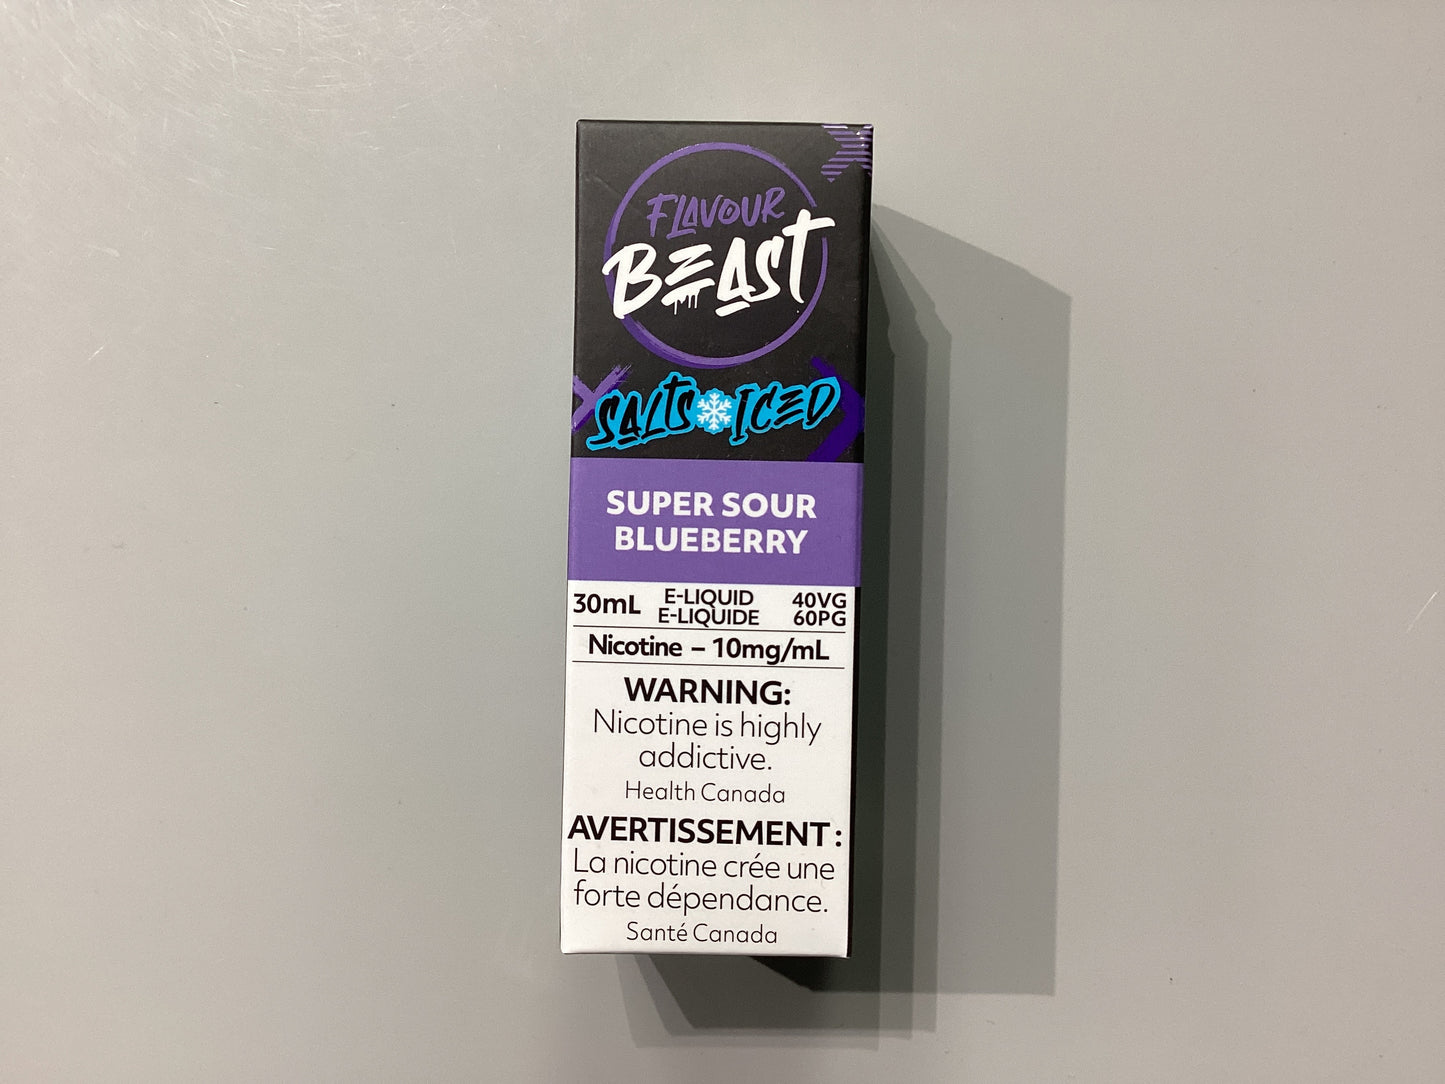 FLAVOUR
BEAST
SALTS ICED
SUPER SOUR
BLUEBERRY
30mL E-LIQUID 40VG
E-LIQUIDE 60PG
Nicotine – 10mg/mL
WARNING:
Nicotine is highly
addictive.
Health Canada
AVERTISSEMENT :
La nicotine crée une
forte dépendance.
Santé Canada